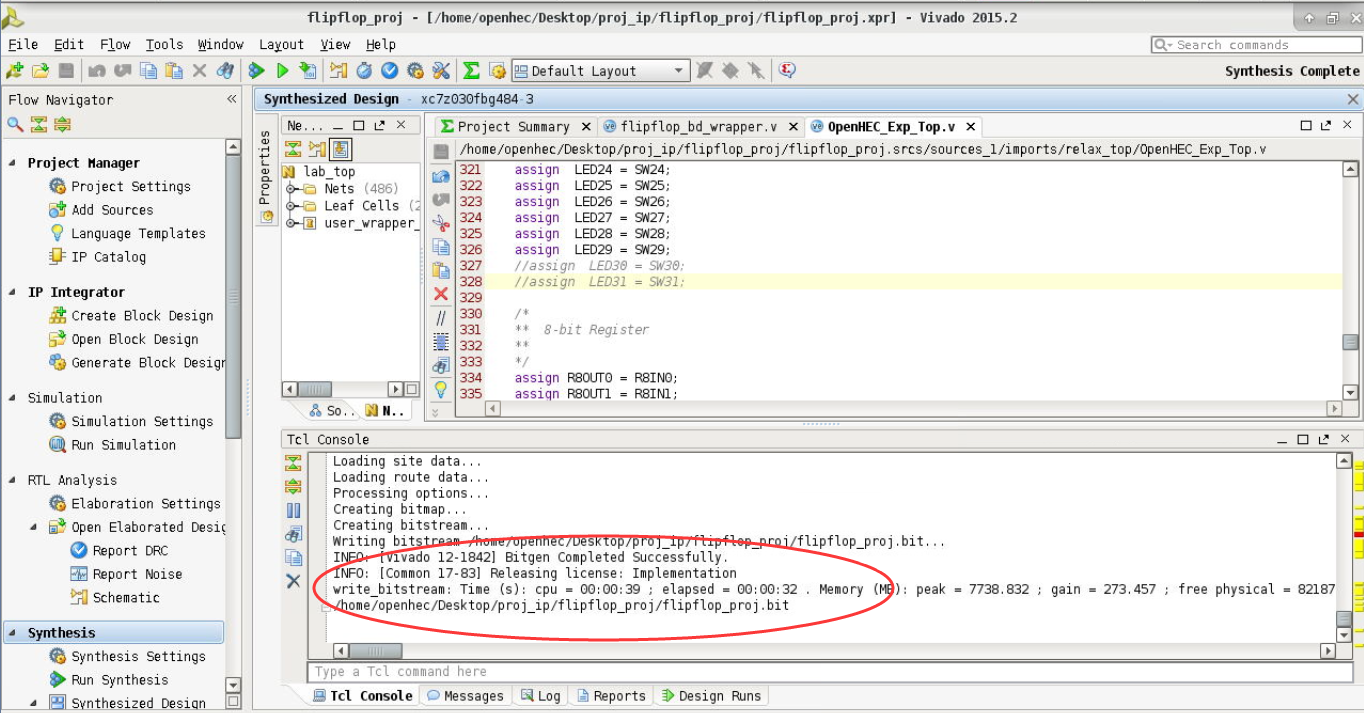 flipflop_proj - [/home/openhec/Desktop/proj_ip/flipflop_proj/flipflop_proj.xpr] - Vivado 2015.2
File Edit Flow Tools Window Layout View Help
Search commands
Default Layout
Synthesis Complete
Flow Navigator
Project Manager
Project Settings
Add Sources
Language Templates
IP Catalog
IP Integrator
Create Block Design
Open Block Design
Generate Block Design
Simulation
Simulation Settings
Run Simulation
RTL Analysis
Elaboration Settings
Open Elaborated Desig
Report DRC
Report Noise
Schematic
Synthesis
Synthesis Settings
Run Synthesis
Synthesized Design
Synthesized Design - xc7z030fbg484-3
Properties
Ne...
lab_top
Nets (486)
Leaf Cells (2
user_wrapper_
So..
N..
Project Summary
flipflop_bd_wrapper.v
OpenHEC_Exp_Top.v
/home/openhec/Desktop/proj_ip/flipflop_proj/flipflop_proj.srcs/sources_1/imports/relax_top/OpenHEC_Exp_Top.v
321 assign LED24 = SW24;
322 assign LED25 = SW25;
323 assign LED26 = SW26;
324 assign LED27 = SW27;
325 assign LED28 = SW28;
326 assign LED29 = SW29;
327 //assign LED30 = SW30;
328 //assign LED31 = SW31;
329
330 /*
331 ** 8-bit Register
332 **
333 */
334 assign R8OUT0 = R8IN0;
335 assign R8OUT1 = R8IN1;
Tcl Console
Loading site data...
Loading route data...
Processing options...
Creating bitmap...
Creating bitstream...
Writing bitstream /home/openhec/Desktop/proj_ip/flipflop_proj/flipflop_proj.bit...
INFO: [Vivado 12-1842] Bitgen Completed Successfully.
INFO: [Common 17-83] Releasing license: Implementation
write_bitstream: Time (s): cpu = 00:00:39 ; elapsed = 00:00:32 . Memory (MB): peak = 7738.832 ; gain = 273.457 ; free physical = 82187
/home/openhec/Desktop/proj_ip/flipflop_proj/flipflop_proj.bit
Type a Tcl command here
Tcl Console
Messages
Log
Reports
Design Runs